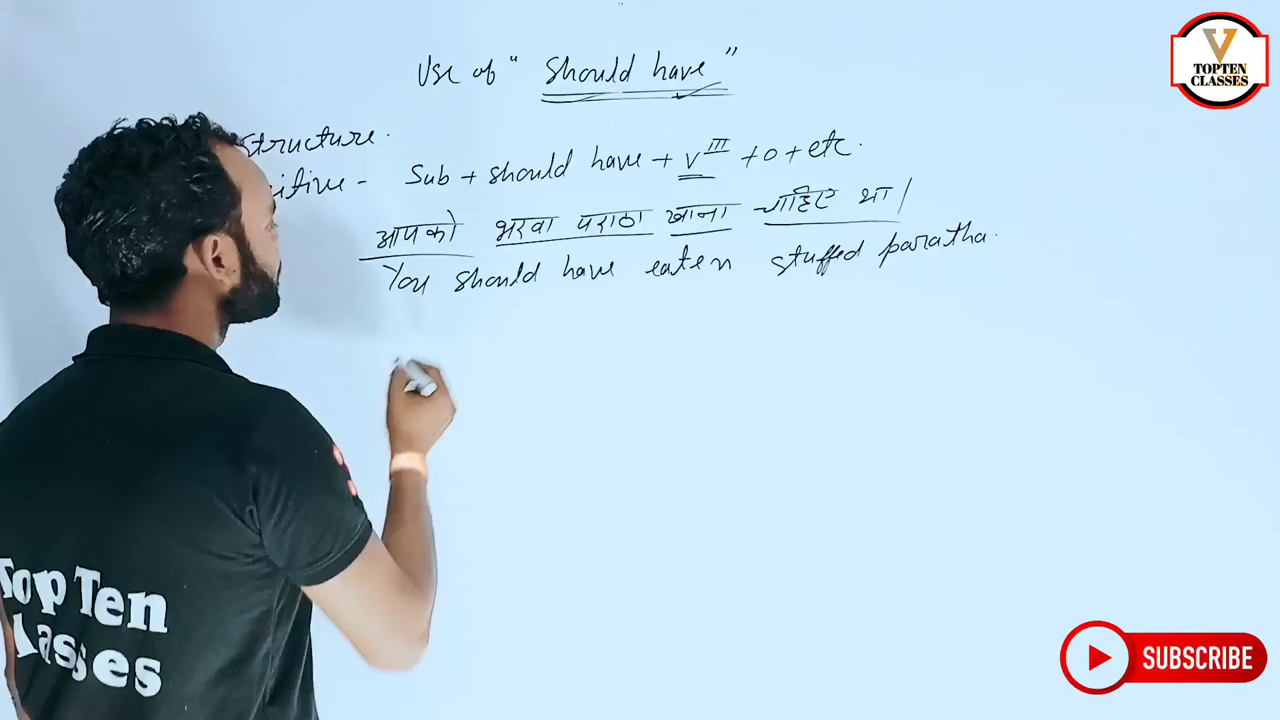 Use of "Should have"
structure.
sitive - Sub + should have + V III + o + etc.
आपको भरवा पराठा खाना चाहिए था।
You should have eaten stuffed paratha.
V
TOPTEN
CLASSES
Top Ten
Classes
SUBSCRIBE